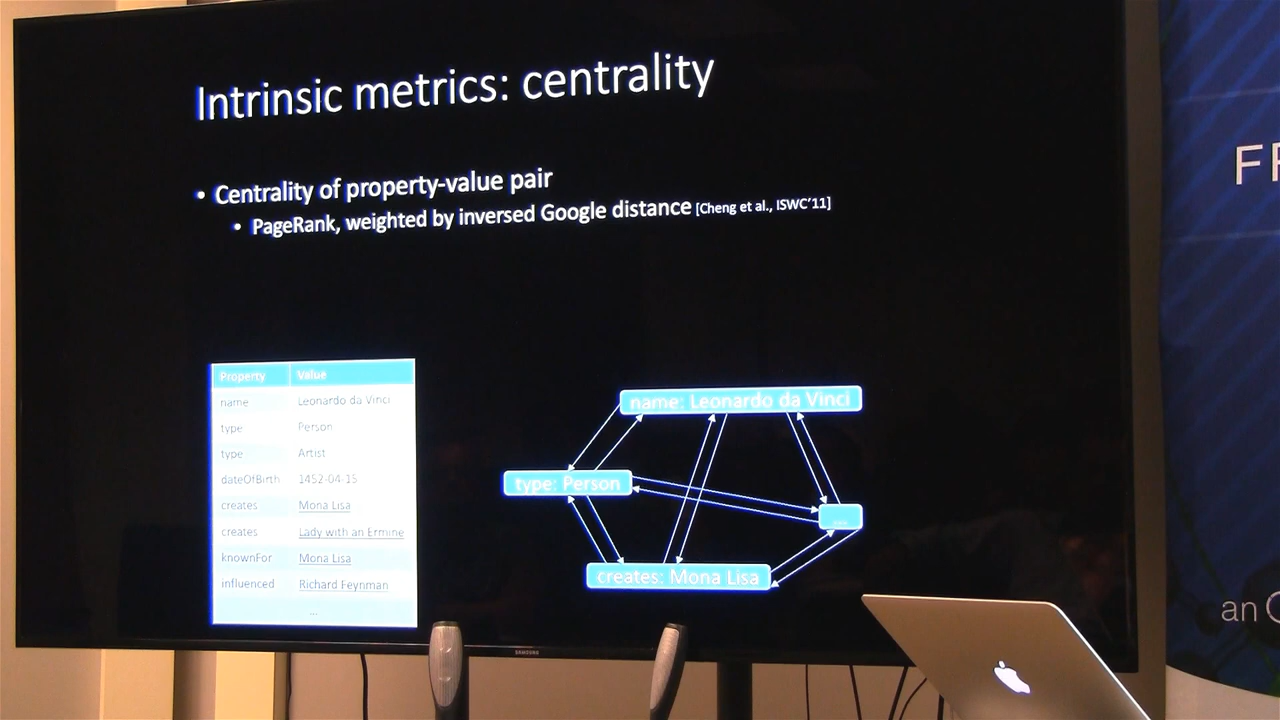 Intrinsic metrics: centrality
• Centrality of property-value pair
• PageRank, weighted by inversed Google distance [Cheng et al., ISWC'11]
Property Value
name Leonardo da Vinci
type Person
type Artist
dateOfBirth 1452-04-15
creates Mona Lisa
creates Lady with an Ermine
knownFor Mona Lisa
influenced Richard Feynman
...
name: Leonardo da Vinci
type: Person
creates: Mona Lisa
SAMSUNG
an